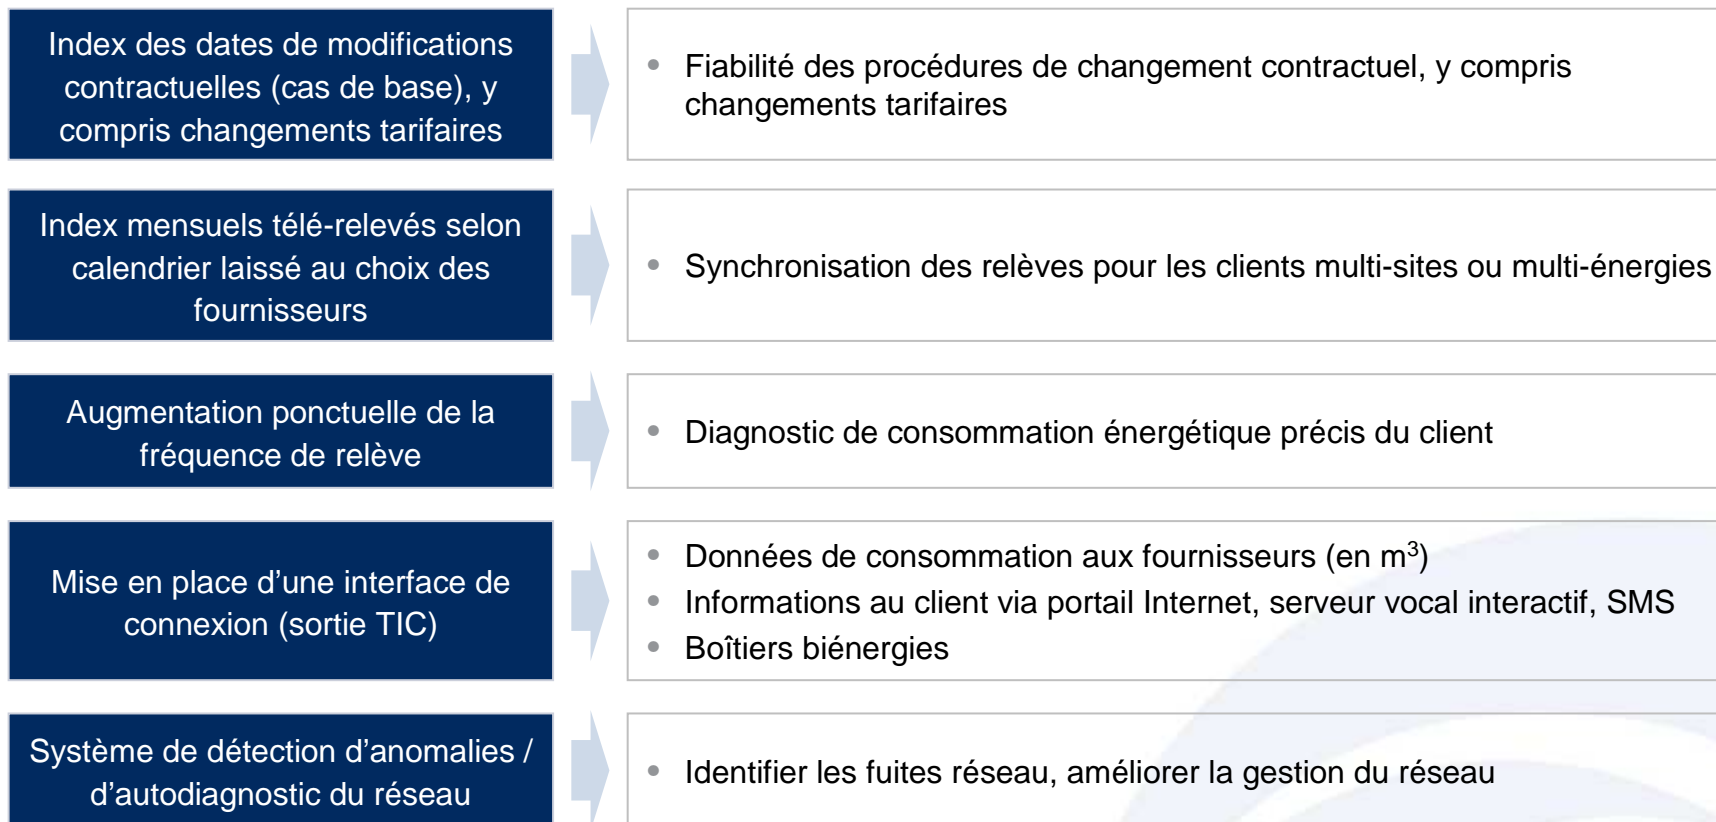 Index des dates de modifications
contractuelles (cas de base), y
compris changements tarifaires
• Fiabilité des procédures de changement contractuel, y compris
changements tarifaires
Index mensuels télé-relevés selon
calendrier laissé au choix des
fournisseurs
• Synchronisation des relèves pour les clients multi-sites ou multi-énergies
Augmentation ponctuelle de la
fréquence de relève
• Diagnostic de consommation énergétique précis du client
Mise en place d’une interface de
connexion (sortie TIC)
• Données de consommation aux fournisseurs (en m³)
• Informations au client via portail Internet, serveur vocal interactif, SMS
• Boîtiers biénergies
Système de détection d’anomalies /
d’autodiagnostic du réseau
• Identifier les fuites réseau, améliorer la gestion du réseau